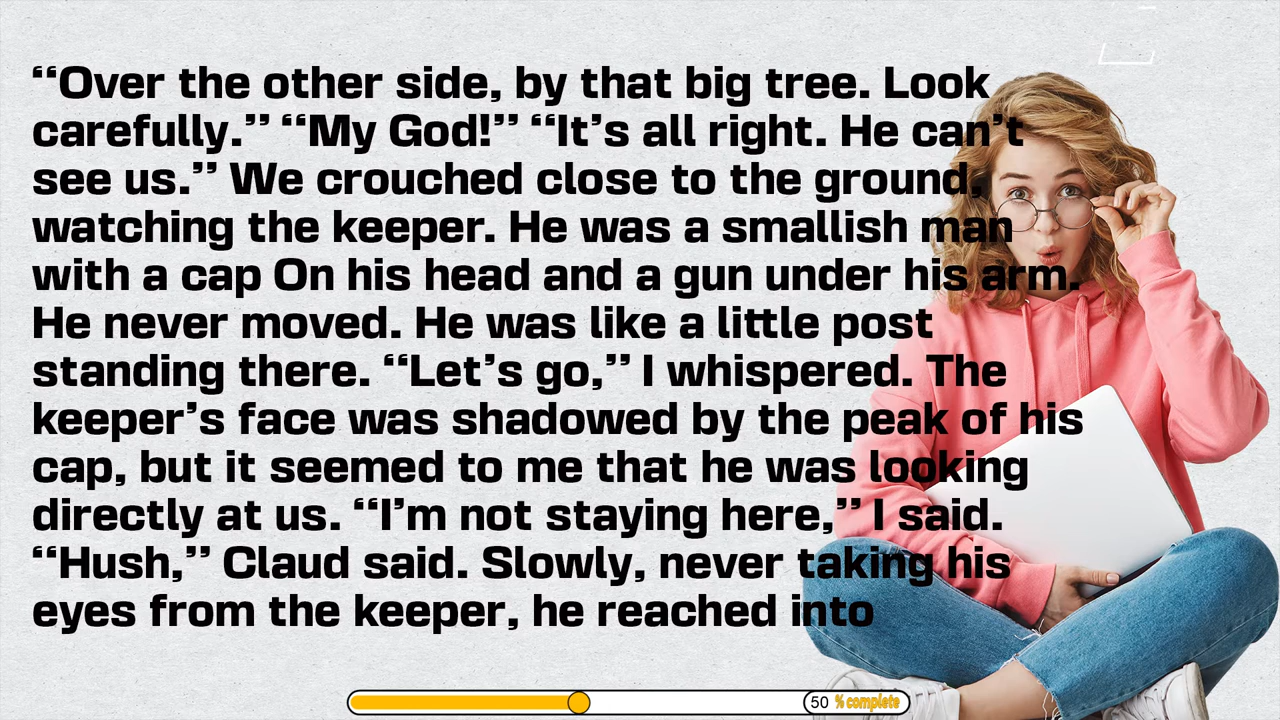 “Over the other side, by that big tree. Look
carefully.” “My God!” “It’s all right. He can’t
see us.” We crouched close to the ground,
watching the keeper. He was a smallish man
with a cap On his head and a gun under his arm.
He never moved. He was like a little post
standing there. “Let’s go,” I whispered. The
keeper’s face was shadowed by the peak of his
cap, but it seemed to me that he was looking
directly at us. “I’m not staying here,” I said.
“Hush,” Claud said. Slowly, never taking his
eyes from the keeper, he reached into
50 % complete